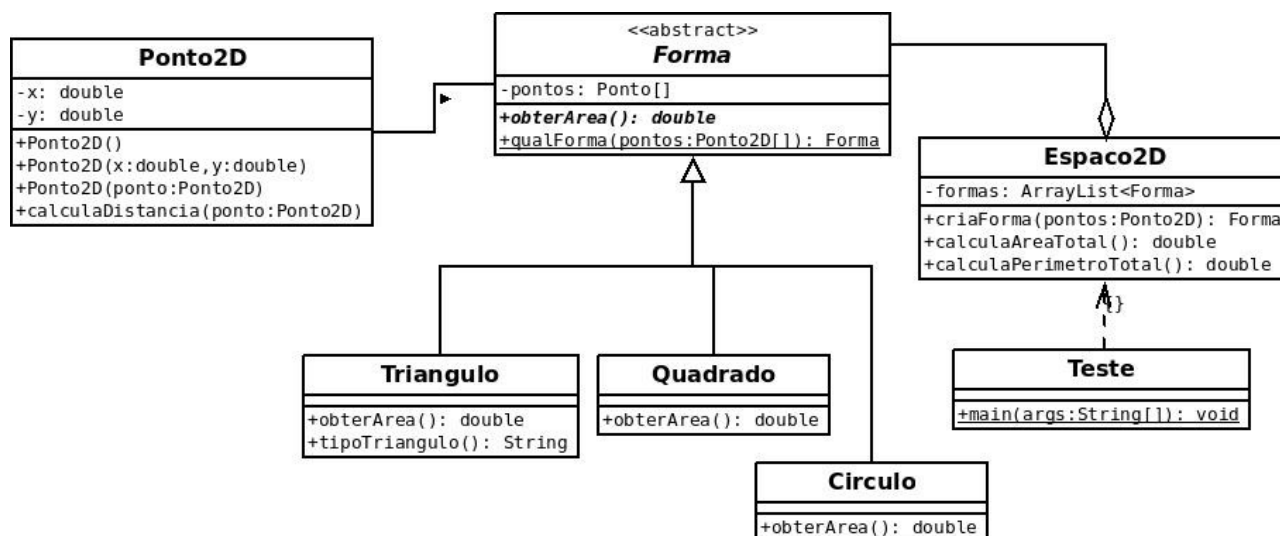 Ponto2D
-x: double
-y: double
+Ponto2D()
+Ponto2D(x:double,y:double)
+Ponto2D(ponto:Ponto2D)
+calculaDistancia(ponto:Ponto2D)
<<abstract>>
Forma
-pontos: Ponto[]
+obterArea(): double
+qualForma(pontos:Ponto2D[]): Forma
Espaco2D
-formas: ArrayList<Forma>
+criaForma(pontos:Ponto2D): Forma
+calculaAreaTotal(): double
+calculaPerimetroTotal(): double
{}
Teste
+main(args:String[]): void
Triangulo
+obterArea(): double
+tipoTriangulo(): String
Quadrado
+obterArea(): double
Circulo
+obterArea(): double